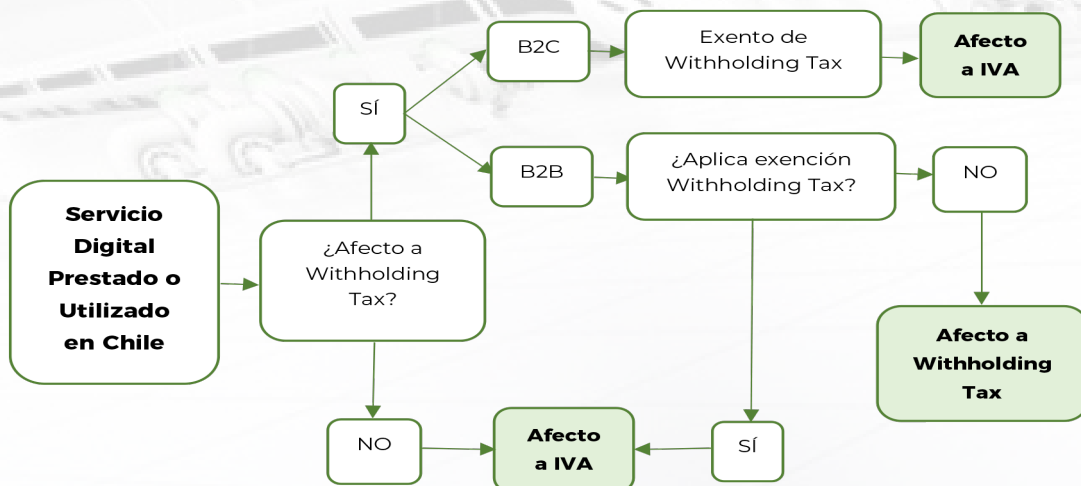 Servicio
Digital
Prestado o
Utilizado
en Chile
¿Afecto a
Withholding
Tax?
SÍ
B2C
Exento de
Withholding Tax
Afecto
a IVA
B2B
¿Aplica exención
Withholding Tax?
NO
Afecto a
Withholding
Tax
SÍ
NO
Afecto
a IVA